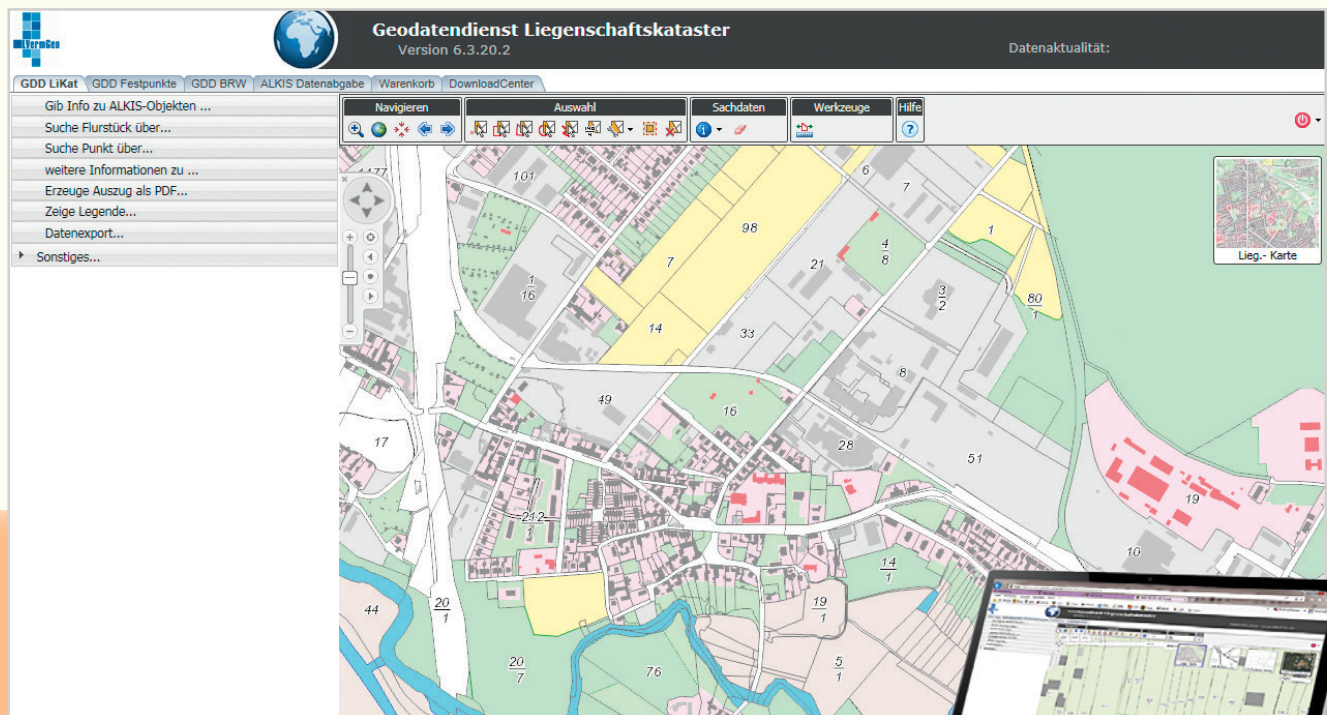 LVermGeo
Geodatendienst Liegenschaftskataster
Version 6.3.20.2
Datenaktualität:
GDD LiKat GDD Festpunkte GDD BRW ALKIS Datenabgabe Warenkorb DownloadCenter
Gib Info zu ALKIS-Objekten ...
Suche Flurstück über...
Suche Punkt über...
weitere Informationen zu ...
Erzeuge Auszug als PDF...
Zeige Legende...
Datenexport...
Sonstiges...
Navigieren Auswahl Sachdaten Werkzeuge Hilfe
Lieg.- Karte
101
6
7
98
1
4
8
7
21
1
16
3
2
80
1
14
33
8
49
16
17
28
51
19
212
10
14
1
44
20
1
19
1
20
7
76
5
1